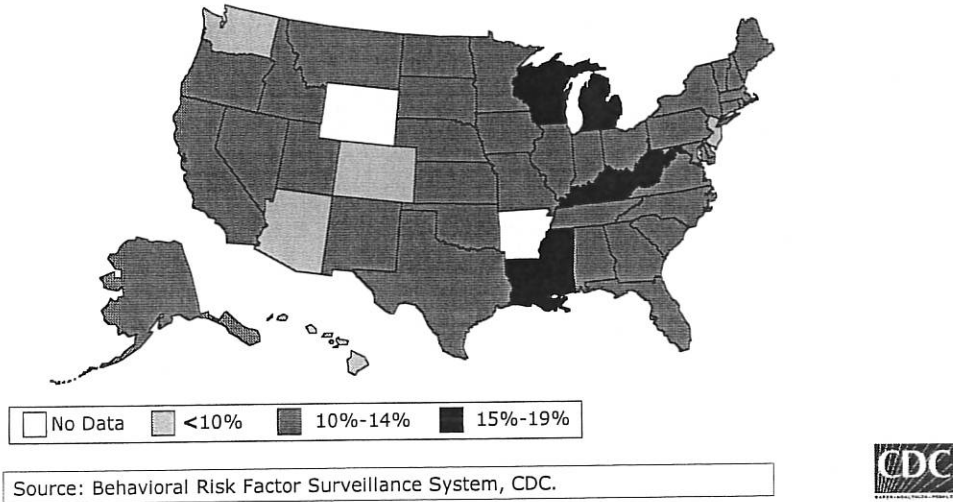 No Data <10% 10%-14% 15%-19%
Source: Behavioral Risk Factor Surveillance System, CDC.
CDC